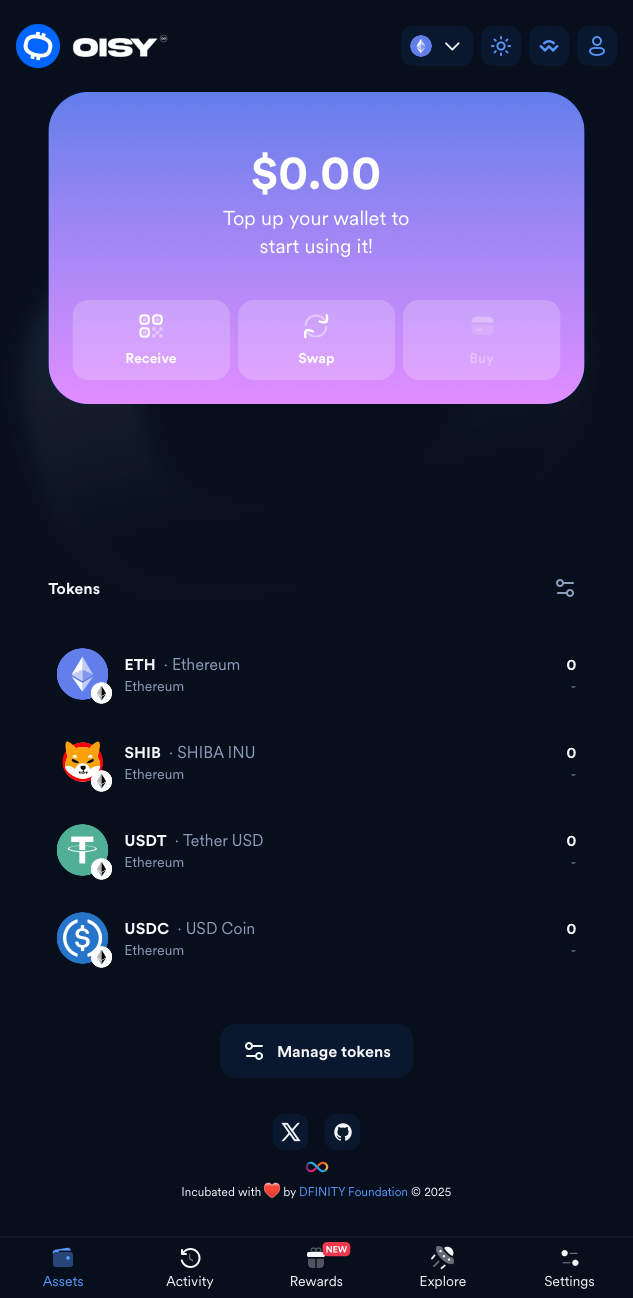 OISY
$0.00
Top up your wallet to
start using it!
Receive
Swap
Buy
Tokens
ETH · Ethereum
0
Ethereum
-
SHIB · SHIBA INU
0
Ethereum
-
USDT · Tether USD
0
Ethereum
-
USDC · USD Coin
0
Ethereum
-
Manage tokens
Incubated with ❤️ by DFINITY Foundation © 2025
NEW
Assets
Activity
Rewards
Explore
Settings